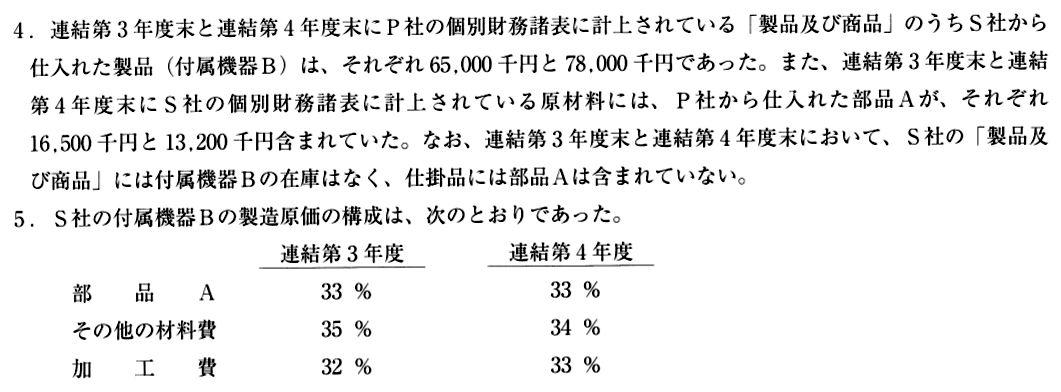 4．連結第3年度末と連結第4年度末にP社の個別財務諸表に計上されている「製品及び商品」のうちS社から
仕入れた製品（付属機器B）は、それぞれ65,000千円と78,000千円であった。また、連結第3年度末と連結
第4年度末にS社の個別財務諸表に計上されている原材料には、P社から仕入れた部品Aが、それぞれ
16,500千円と13,200千円含まれていた。なお、連結第3年度末と連結第4年度末において、S社の「製品及
び商品」には付属機器Bの在庫はなく、仕掛品には部品Aは含まれていない。
5．S社の付属機器Bの製造原価の構成は、次のとおりであった。
連結第3年度 連結第4年度
部品A 33 % 33 %
その他の材料費 35 % 34 %
加工費 32 % 33 %